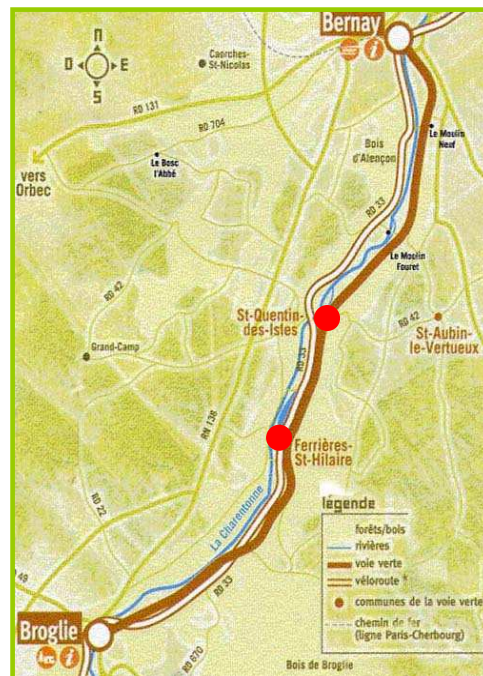 Bernay
N
O E
S
Caorches-
St-Nicolas
i
RD 131
RD 704
Le Moulin
Neuf
Bois
d'Alençon
Le Bosc
l'Abbé
vers
Orbec
RD 33
Le Moulin
Fouret
RD 42
St-Quentin-
des-Isles
RD 42
St-Aubin-
le-Vertueux
Grand-Camp
RD 33
RN 138
Ferrières-
St-Hilaire
RD 22
La Charentonne
légende
forêts/bois
rivières
voie verte
véloroute *
communes de la voie verte
chemin de fer
(ligne Paris-Cherbourg)
RD 33
49
Broglie
i
RD 670
Bois de Broglie